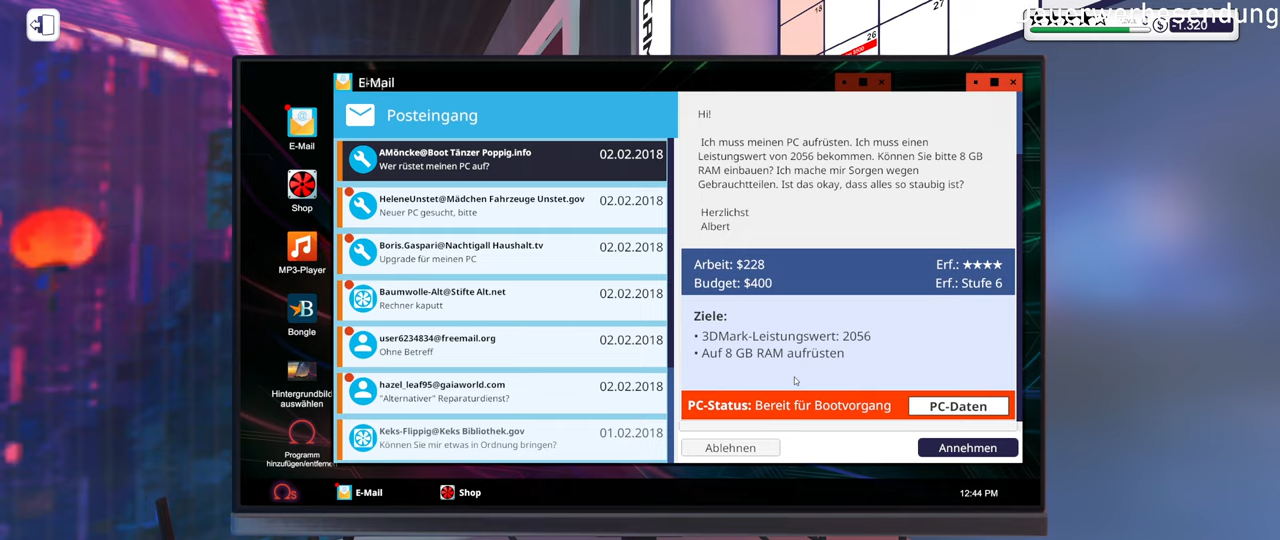 27
18
26
-1.320
E-Mail
Posteingang
AMöncke@Boot Tänzer Poppig.info
02.02.2018
Wer rüstet meinen PC auf?
HeleneUnstet@Mädchen Fahrzeuge Unstet.gov
02.02.2018
Neuer PC gesucht, bitte
Boris.Gaspari@Nachtigall Haushalt.tv
02.02.2018
Upgrade für meinen PC
Baumwolle-Alt@Stifte Alt.net
02.02.2018
Rechner kaputt
user6234834@freemail.org
02.02.2018
Ohne Betreff
hazel_leaf95@gaiaworld.com
02.02.2018
"Alternativer" Reparaturdienst?
Keks-Flippig@Keks Bibliothek.gov
01.02.2018
Können Sie mir etwas in Ordnung bringen?
Hi!
Ich muss meinen PC aufrüsten. Ich muss einen
Leistungswert von 2056 bekommen. Können Sie bitte 8 GB
RAM einbauen? Ich mache mir Sorgen wegen
Gebrauchtteilen. Ist das okay, dass alles so staubig ist?
Herzlichst
Albert
Arbeit: $228
Erf.: ★★★★
Budget: $400
Erf.: Stufe 6
Ziele:
• 3DMark-Leistungswert: 2056
• Auf 8 GB RAM aufrüsten
PC-Status: Bereit für Bootvorgang
PC-Daten
Ablehnen
Annehmen
E-Mail
Shop
MP3-Player
Bongle
Hintergrundbild
auswählen
Programm
hinzufügen/entfernen
E-Mail
Shop
12:44 PM